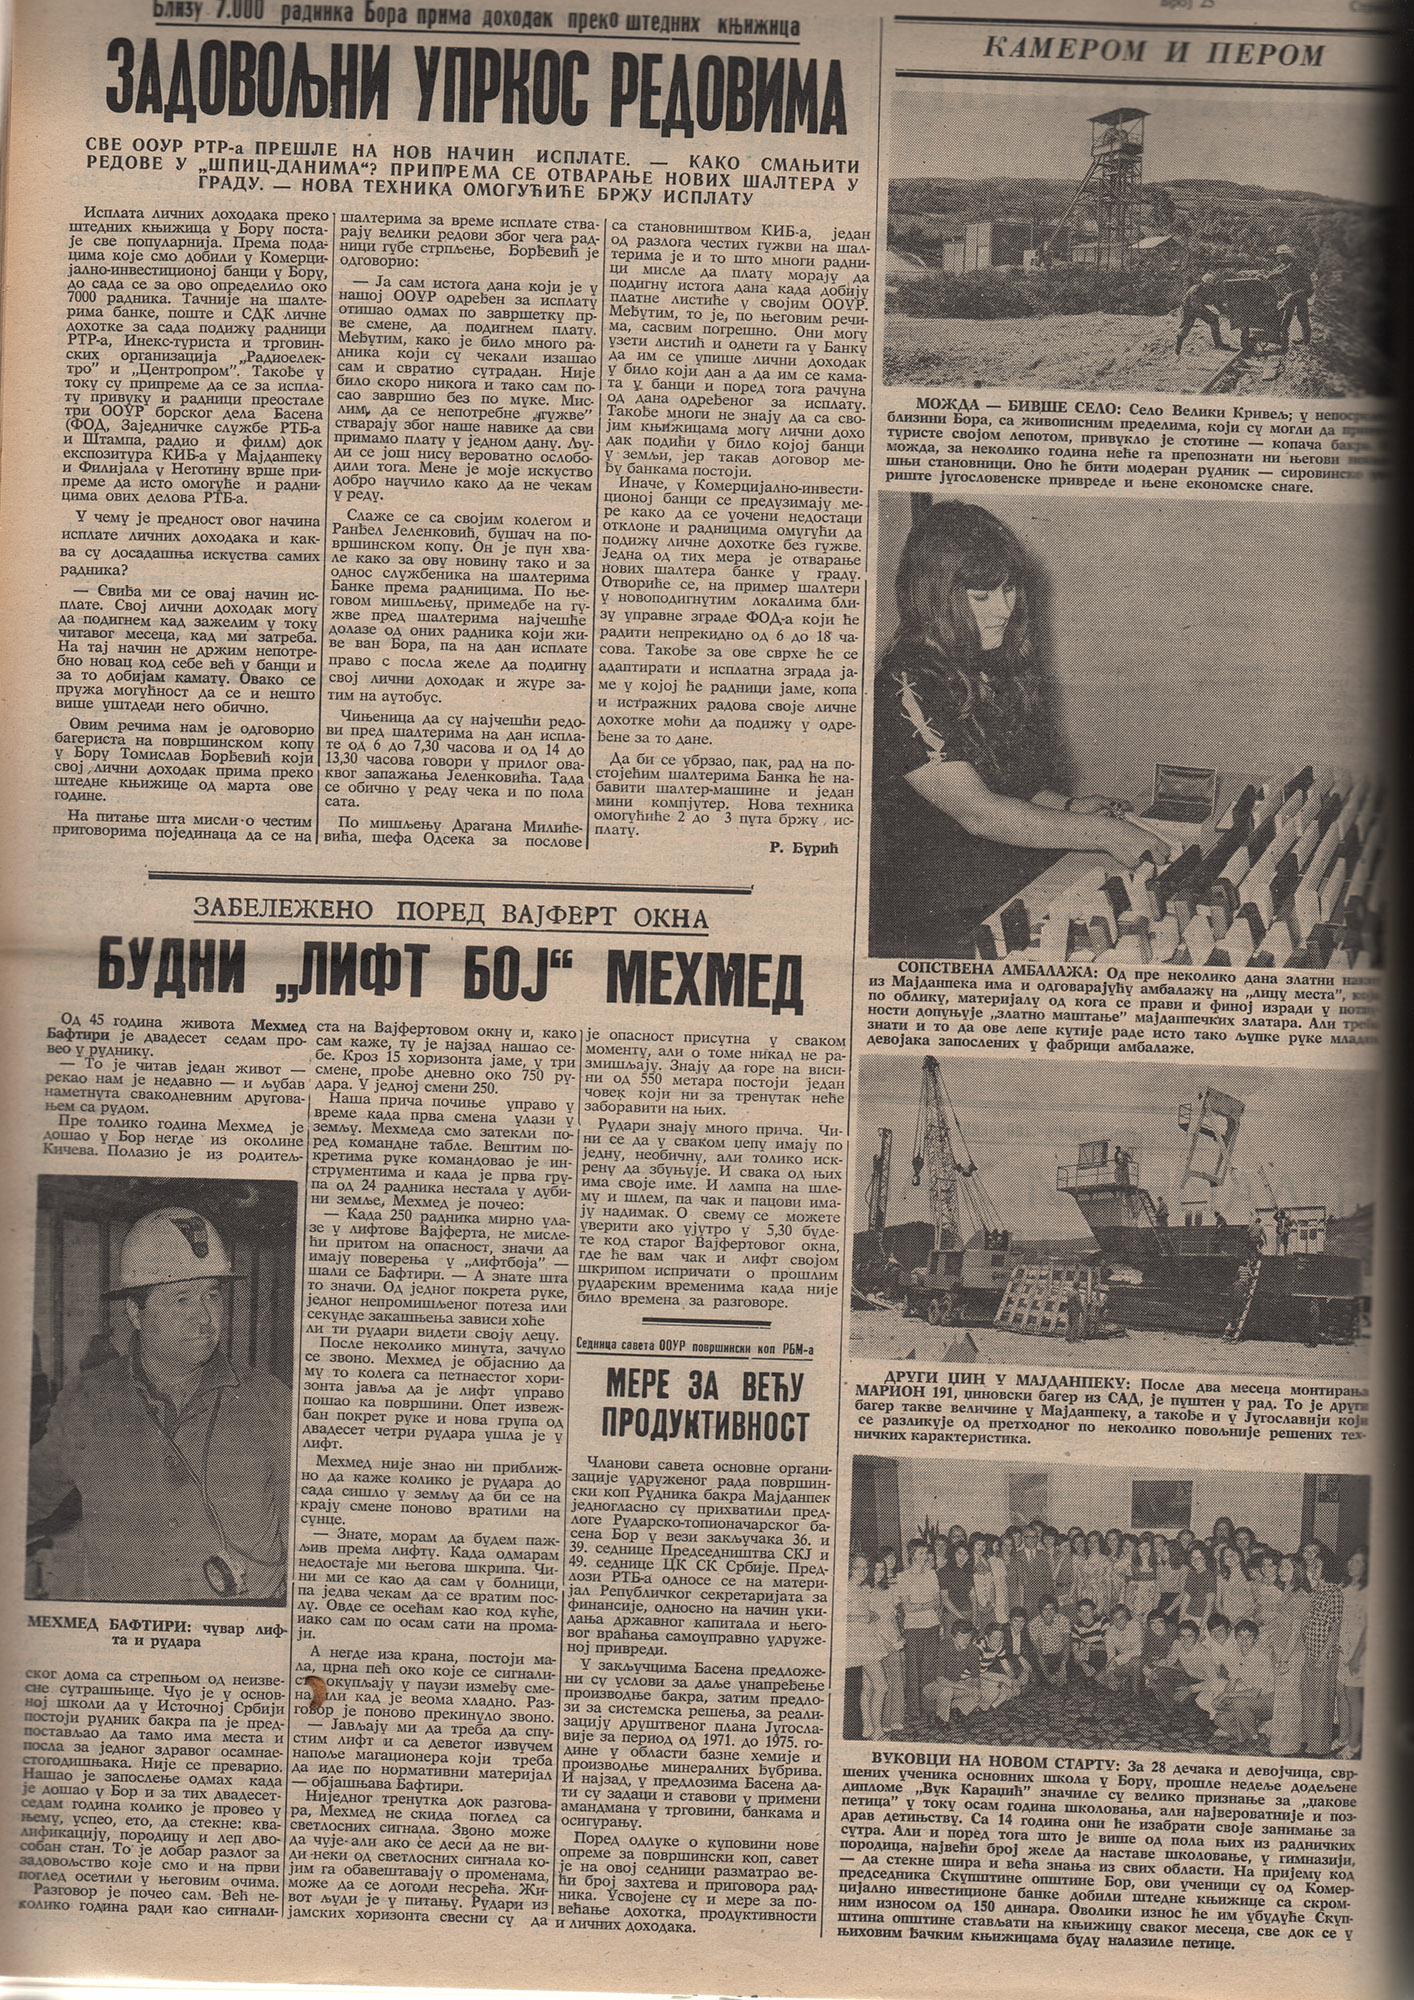 Број 25
Близу 7.000 радника Бора прима доходак преко штедних књижица
ЗАДОВОЉНИ УПРКОС РЕДОВИМА
СВЕ ООУР РТР-а ПРЕШЛЕ НА НОВ НАЧИН ИСПЛАТЕ. — КАКО СМАЊИТИ
РЕДОВЕ У „ШПИЦ-ДАНИМА“? ПРИПРЕМА СЕ ОТВАРАЊЕ НОВИХ ШАЛТЕРА У
ГРАДУ. — НОВА ТЕХНИКА ОМОГУЋИЋЕ БРЖУ ИСПЛАТУ
Исплата личних доходака преко
штедних књижица у Бору поста-
је све популарнија. Према пода-
цима које смо добили у Комерци-
јално-инвестиционој банци у Бору,
до сада се за ово определило око
7000 радника. Тачније на шалте-
рима банке, поште и СДК личне
дохотке за сада подижу радници
РТР-а, Инекс-туриста и трговин-
ских организација „Радиоелек-
тро” и „Центропром”. Такође у
току су припреме да се за испла-
ту привуку и радници преостале
три ООУР борског дела Басена
(ФОД, Заједничке службе РТБ-а
и Штампа, радио и филм) док
експозитура КИБ-а у Мајданпеку
и Филијала у Неготину врше при-
преме да исто омогуће и радни-
цима ових делова РТБ-а.
У чему је предност овог начина
исплате личних доходака и как-
ва су досадашња искуства самих
радника?
— Свиђа ми се овај начин ис-
плате. Свој лични доходак могу
да подигнем кад зажелим у току
читавог месеца, кад ми затреба.
На тај начин не држим непотре-
бно новац код себе већ у банци и
за то добијам камату. Овако се
пружа могућност да се и нешто
више уштдеди него обично.
Овим речима нам је одговорио
багериста на површинском копу
у Бору Томислав Ђорђевић који
свој лични доходак прима преко
штедне књижице од марта ове
године.
На питање шта мисли о честим
приговорима појединаца да се на
шалтерима за време исплате ства-
рају велики редови због чега рад-
ници губе стрпљење, Ђорђевић је
одговорио:
— Ја сам истога дана који је у
нашој ООУР одређен за исплату
отишао одмах по завршетку пр-
ве смене, да подигнем плату.
Међутим, како је било много ра-
дника који су чекали изашао
сам и свратио сутрадан. Није
било скоро никога и тако сам по-
сао завршио без по муке. Мис-
лим, да се непотребне „гужве”
стварају због наше навике да сви
примамо плату у једном дану. Љу-
ди се још нису вероватно ослобо-
дили тога. Мене је моје искуство
добро научило како да не чекам
у реду.
Слаже се са својим колегом и
Ранђел Јеленковић, бушач на по-
вршинском копу. Он је пун хва-
ле како за ову новину тако и за
однос службеника на шалтерима
Банке према радницима. По ње-
говом мишљењу, примедбе на гу-
жве пред шалтерима најчешће
долазе од оних радника који жи-
ве ван Бора, па на дан исплате
право с посла желе да подигну
свој лични доходак и журе за-
тим на аутобус.
Чињеница да су најчешћи редо-
ви пред шалтерима на дан испла-
те од 6 до 7,30 часова и од 14 до
13,30 часова говори у прилог ова-
квог запажања Јеленковића. Тада
се обично у реду чека и по пола
сата.
По мишљењу Драгана Милиће-
вића, шефа Одсека за послове
са становништвом КИБ-а, један
од разлога честих гужви на шал-
терима је и то што многи радни-
ци мисле да плату морају да
подигну истога дана када добију
платне листиће у својим ООУР.
Међутим, то је, по његовим речи-
ма, сасвим погрешно. Они могу
узети листић и однети га у Банку
да им се упише лични доходак
у било који дан а да им се кама-
та у банци и поред тога рачуна
од дана одређеног за исплату.
Такође многи не знају да са сво-
јим књижицама могу лични дохо
дак подићи у било којој банци
у земљи, јер такав договор ме-
ђу банкама постоји.
Иначе, у Комерцијално-инвести-
ционој банци се предузимају ме-
ре како да се уочени недостаци
отклоне и радницима омогући да
подижу личне дохотке без гужве.
Једна од тих мера је отварање
нових шалтера банке у граду.
Отвориће се, на пример шалтери
у новоподигнутим локалима бли-
зу управне зграде ФОД-а који ће
радити непрекидно од 6 до 18 ча-
сова. Такође за ове сврхе ће се
адаптирати и исплатна зграда ја-
ме у којој ће радници јаме, копа
и истражних радова своје личне
дохотке моћи да подижу у одре-
ђене за то дане.
Да би се убрзао, пак, рад на по-
стојећим шалтерима Банка ће на-
бавити шалтер-машине и један
мини компјутер. Нова техника
омогућиће 2 до 3 пута бржу ис-
плату.
Р. Бурић
ЗАБЕЛЕЖЕНО ПОРЕД ВАЈФЕРТ ОКНА
БУДНИ „ЛИФТ БОЈ“ МЕХМЕД
Од 45 година живота Мехмед
Бафтири је двадесет седам про-
вео у руднику.
— То је читав један живот —
рекао нам је недавно — и љубав
наметнута свакодневним другова-
њем са рудом.
Пре толико година Мехмед је
дошао у Бор негде из околине
Кичева. Полазио је из родитељ-
МЕХМЕД БАФТИРИ: чувар лиф-
та и рудара
ског дома са стрепњом од неизве-
сне сутрашњице. Чуо је у основ-
ној школи да у Источној Србији
постоји рудник бакра па је пред-
постављао да тамо има места и
посла за једног здравог осамнае-
стогодишњака. Није се преварио.
Нашао је запослење одмах када
је дошао у Бор и за тих двадесет-
седам година колико је провео у
њему, успео, ето, да стекне: ква-
лификацију, породицу и леп дво-
собан стан. То је добар разлог за
задовољство које смо и на први
поглед осетили у његовим очима.
Разговор је почео сам. Већ не-
колико година ради као сигнали-
ста на Вајфертовом окну и, како
сам каже, ту је најзад нашао се-
бе. Кроз 15 хоризонта јаме, у три
смене, прође дневно око 750 ру-
дара. У једној смени 250.
Наша прича почиње управо у
време када прва смена улази у
земљу. Мехмеда смо затекли по-
ред командне табле. Вештим по-
кретима руке командовао је ин-
струментима и када је прва гру-
па од 24 радника нестала у дуби-
ни земље, Мехмед је почео:
— Када 250 радника мирно ула-
зе у лифтове Вајферта, не мисле-
ћи притом на опасност, значи да
имају поверења у „лифтбоја” —
шали се Бафтири. — А знате шта
то значи. Од једног покрета руке,
једног непромишљеног потеза или
секунде закашњења зависи хоће
ли ти рудари видети своју децу.
После неколико минута, зачуло
се звоно. Мехмед је објаснио да
му то колега са петнаестог хори-
зонта јавља да је лифт управо
пошао ка површини. Опет извеж-
бан покрет руке и нова група од
двадесет четри рудара ушла је у
лифт.
Мехмед није знао ни приближ-
но да каже колико је рудара до
сада сишло у земљу да би се на
крају смене поново вратили на
сунце.
— Знате, морам да будем паж-
љив према лифту. Када одмарам
недостаје ми његова шкрипа. Чи-
ни ми се као да сам у болници,
па једва чекам да се вратим пос-
лу. Овде се осећам као код куће,
иако сам по осам сати на прома-
ји.
А негде иза крана, постоји ма-
ла, црна пећ око које се сигнали-
окупљају у паузи између сме-
на ли кад је веома хладно. Раз-
говор је поново прекинуло звоно.
— Јављају ми да треба да спу-
стим лифт и са деветог извучем
напоље магационера који треба
да иде по нормативни материјал
— објашњава Бафтири.
Ниједног тренутка док разгова-
ра, Мехмед не скида поглед са
светлосних сигнала. Звоно може
да чује али ако се деси да не ви-
ди неки од светлосних сигнала ко-
јим га обавештавају о променама,
може да се догоди несрећа. Жи-
вот људи је у питању. Рудари из
јамских хоризонта свесни су да
је опасност присутна у сваком
моменту, али о томе никад не ра-
змишљају. Знају да горе на виси-
ни од 550 метара постоји један
човек који ни за тренутак неће
заборавити на њих.
Рудари знају много прича. Чи-
ни се да у сваком џепу имају по
једну, необичну, али толико иск-
рену да збуњује. И свака од њих
има своје име. И лампа на шле-
му и шлем, па чак и пацови има-
ју надимак. О свему се можете
уверити ако ујутро у 5,30 буде-
те код старог Вајфертовог окна,
где ће вам чак и лифт својом
шкрипом испричати о прошлим
рударским временима када није
било времена за разговоре.
Седница савета ООУР површински коп РБМ-а
МЕРЕ ЗА ВЕЋУ
ПРОДУКТИВНОСТ
Чланови савета основне органи-
зације удруженог рада површин-
ски коп Рудника бакра Мајданпек
једногласно су прихватили пред-
логе Рударско-топионачарског ба-
сена Бор у вези закључака 36. и
39. седнице Председништва СКЈ и
49. седнице ЦК СК Србије. Пред-
лози РТБ-а односе се на матери-
јал Републичког секретаријата за
финансије, односно на начин уки-
дања државног капитала и њего-
вог враћања самоуправно удруже-
ној привреди.
У закључцима Басена предложе-
ни су услови за даље унапређење
производње бакра, затим предло-
зи за системска решења, за реали-
зацију друштвеног плана Југосла-
вије за период од 1971. до 1975. го-
дине у области базне хемије и
производње минералних ђубрива.
И најзад, у предлозима Басена да-
ти су задаци и ставови у примени
амандмана у трговини, банкама и
осигурању.
Поред одлуке о куповини нове
опреме за површински коп, савет
је на овој седници разматрао ве-
ћи број захтева и приговора рад-
ника. Усвојене су и мере за по-
већање дохотка, продуктивности
и личних доходака.
КАМЕРОМ И ПЕРОМ
МОЖДА — БИВШЕ СЕЛО: Село Велики Кривељ; у
близини Бора, са живописним пределима, који су могли да
туристе својом лепотом, привукло је стотине — копача
можда, за неколико година неће га препознати ни његови
шњи становници. Оно ће бити модеран рудник — сировинско
риште југословенске привреде и њене економске снаге.
СОПСТВЕНА АМБАЛАЖА: Од пре неколико дана златни
из Мајданпека има и одговарајућу амбалажу на „лицу места”,
по облику, материјалу од кога се прави и финој изради у
ности допуњује „златно маштање” мајданпечких златара. Али
знати и то да ове лепе кутије раде исто тако љупке руке
девојака запослених у фабрици амбалаже.
ДРУГИ ЏИН У МАЈДАНПЕКУ: После два месеца монтирања
МАРИОН 191, џиновски багер из САД, је пуштен у рад. То је други
багер такве величине у Мајданпеку, а такође и у Југославији који
се разликује од претходног по неколико повољније решених тех-
ничких карактеристика.
ВУКОВЦИ НА НОВОМ СТАРТУ: За 28 дечака и девојчица, свр-
шених ученика основних школа у Бору, прошле недеље додељене
дипломе „Вук Караџић” значиле су велико признање за „џакове
петица” у току осам година школовања, али највероватније и поз-
драв детињству. Са 14 година они ће изабрати своје занимање за
сутра. Али и поред тога што је више од пола њих из радничких
породица, највећи број желе да наставе школовање, у гимназији,
— да стекне шира и већа знања из свих области. На пријему код
председника Скупштине општине Бор, ови ученици су од Комер-
цијално инвестиционе банке добили штедне књижице са скром-
ним износом од 150 динара. Оволики износ ће им убудуће Скуп-
штина општине стављати на књижицу сваког месеца, све док се у
њиховим ђачким књижицама буду налазиле петице.